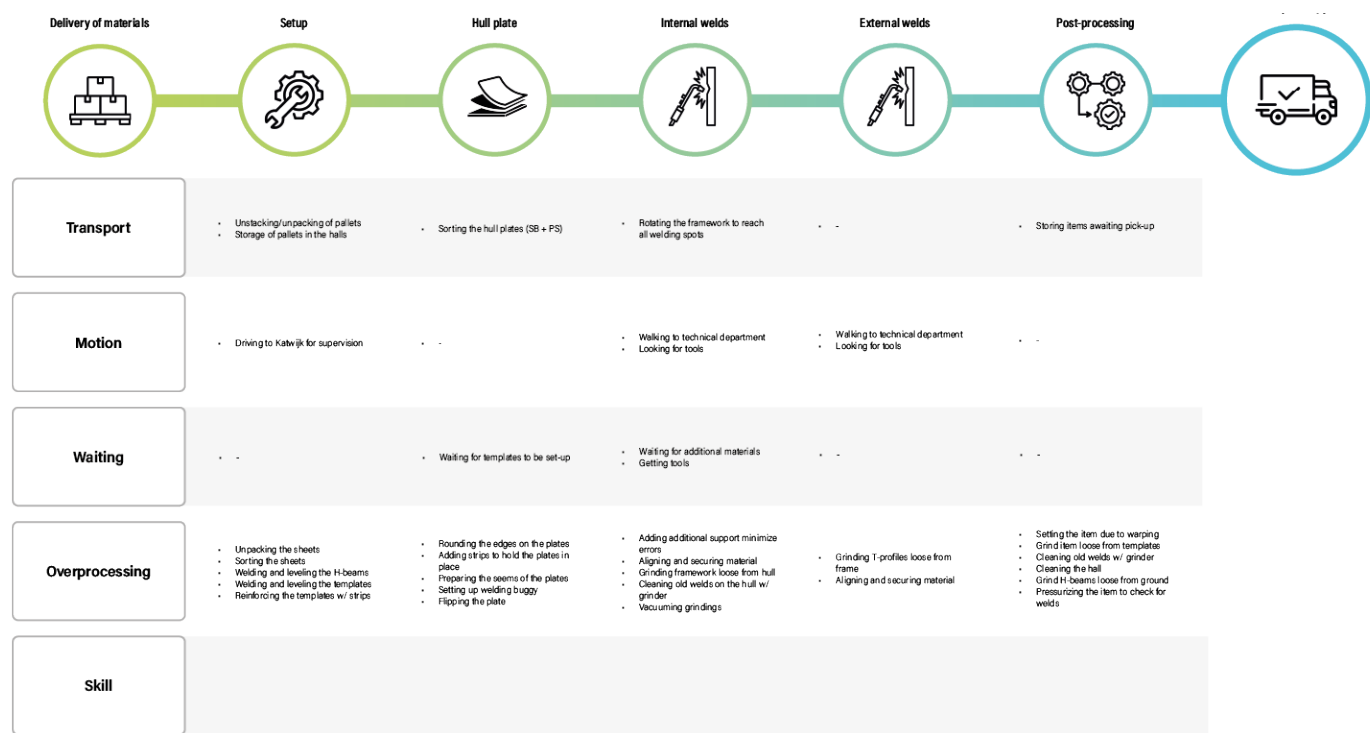 Delivery of materials
Setup
Hull plate
Internal welds
External welds
Post-processing
Transport
• Unstacking/unpacking of pallets
• Storage of pallets in the halls
• Sorting the hull plates (SB + PS)
• Rotating the framework to reach
all welding spots
• -
• Storing items awaiting pick-up
Motion
• Driving to Katwijk for supervision
• -
• Walking to technical department
• Looking for tools
• Walking to technical department
• Looking for tools
• -
Waiting
• -
• Waiting for templates to be set-up
• Waiting for additional materials
• Getting tools
• -
• -
Overprocessing
• Unpacking the sheets
• Sorting the sheets
• Welding and leveling the H-beams
• Welding and leveling the templates
• Reinforcing the templates w/ strips
• Rounding the edges on the plates
• Adding strips to hold the plates in
place
• Preparing the seems of the plates
• Setting up welding buggy
• Flipping the plate
• Adding additional support minimize
errors
• Aligning and securing material
• Grinding framework loose from hull
• Cleaning old welds on the hull w/
grinder
• Vacuuming grindings
• Grinding T-profiles loose from
frame
• Aligning and securing material
• Setting the item due to warping
• Grind item loose from templates
• Cleaning old welds w/ grinder
• Cleaning the hall
• Grind H-beams loose from ground
• Pressurizing the item to check for
welds
Skill